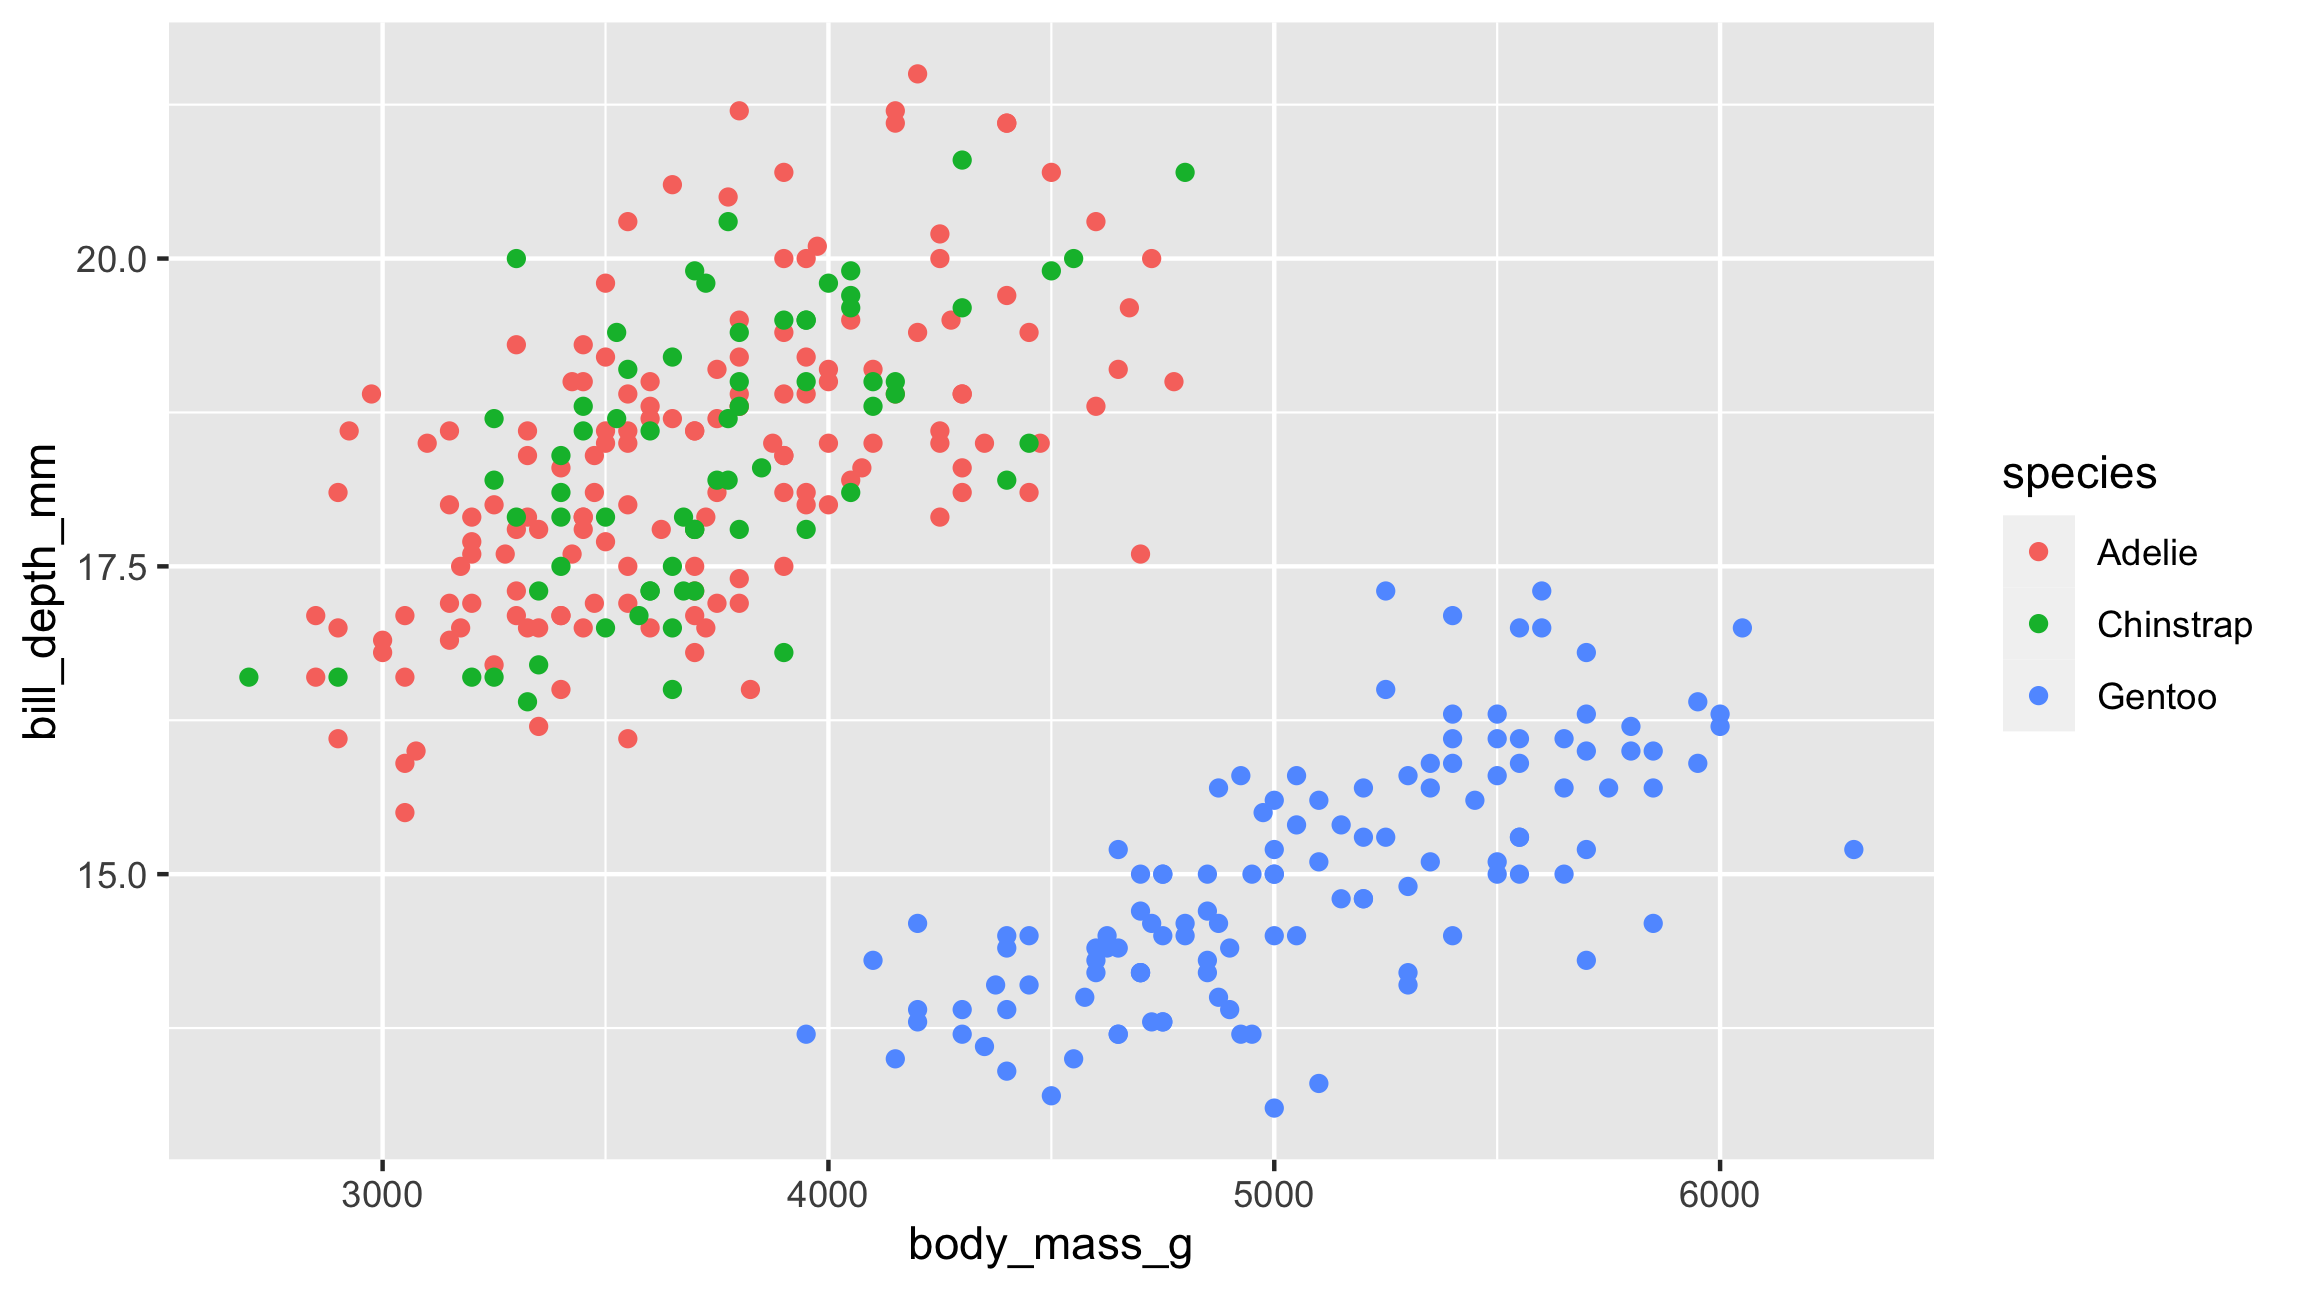 bill_depth_mm
20.0
17.5
15.0
3000 4000 5000 6000
body_mass_g
species
Adelie
Chinstrap
Gentoo